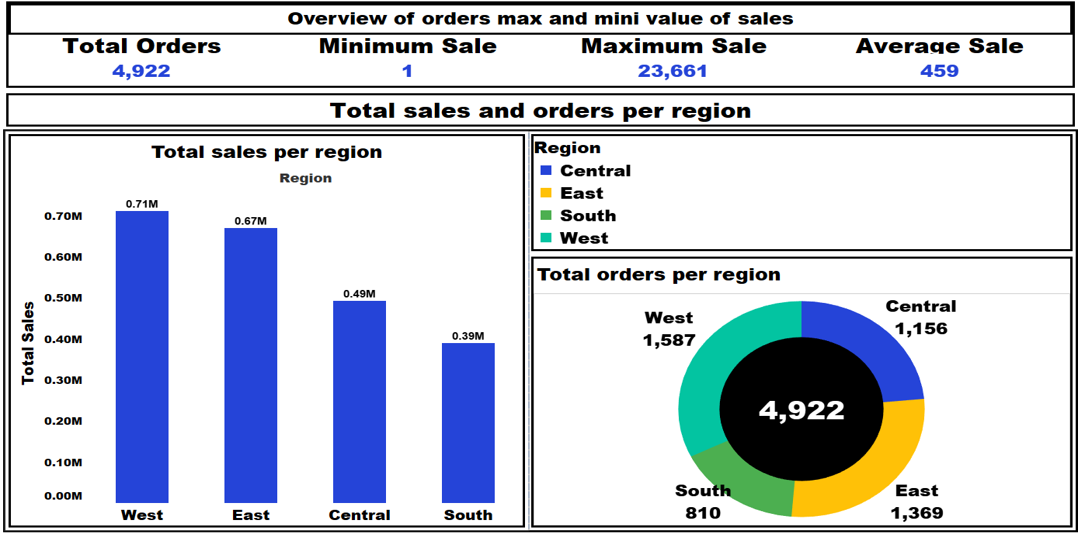 Overview of orders max and mini value of sales
Total Orders
4,922
Minimum Sale
1
Maximum Sale
23,661
Average Sale
459
Total sales and orders per region
Total sales per region
Region
Total Sales
0.70M
0.60M
0.50M
0.40M
0.30M
0.20M
0.10M
0.00M
0.71M
0.67M
0.49M
0.39M
West
East
Central
South
Region
Central
East
South
West
Total orders per region
Central
1,156
East
1,369
South
810
West
1,587
4,922